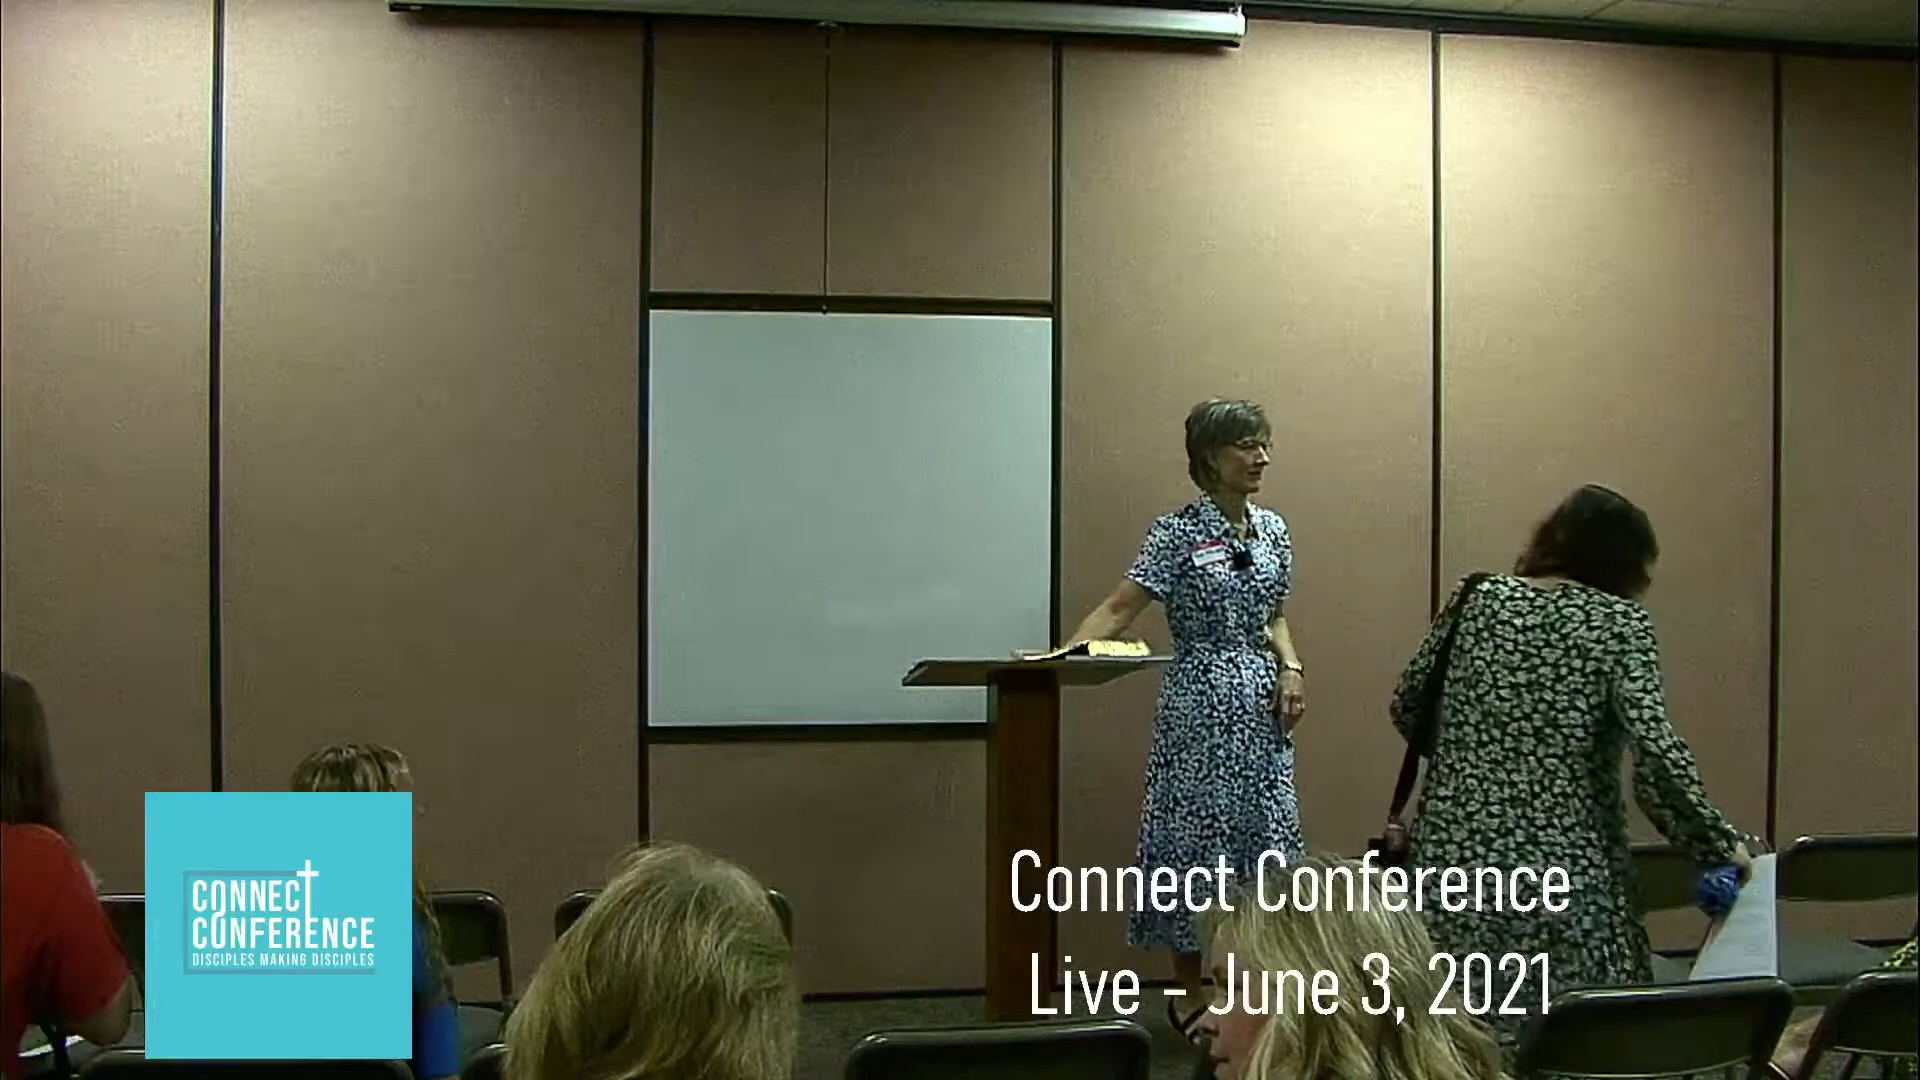 CONNECT
CONFERENCE
DISCIPLES MAKING DISCIPLES
Connect Conference
Live - June 3, 2021